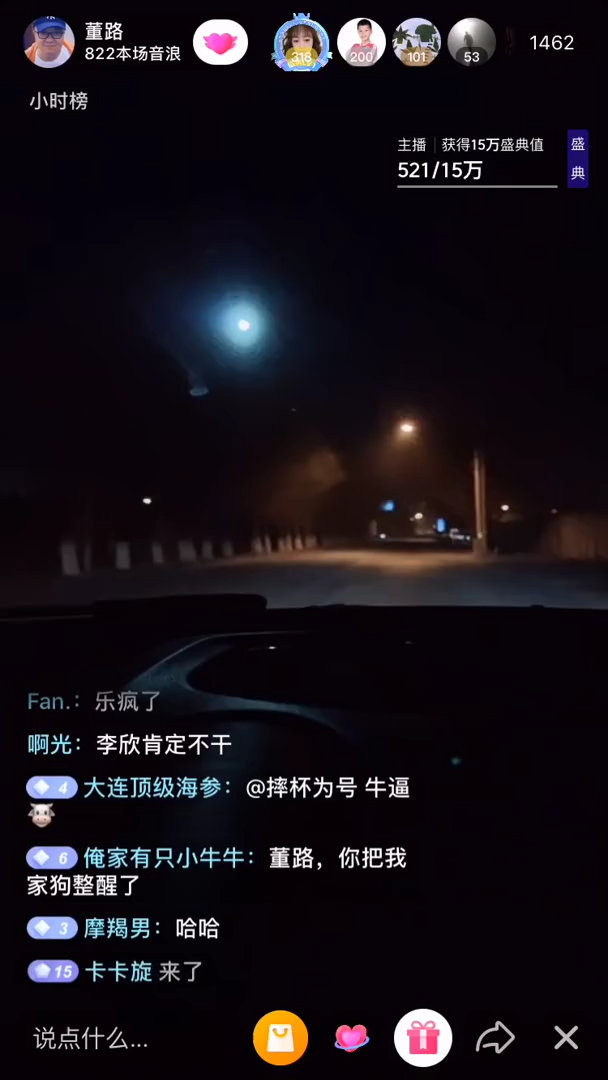 董路
822本场音浪
318
200
101
53
1462
小时榜
主播 获得15万盛典值
521/15万
盛典
Fan.：乐疯了
啊光：李欣肯定不干
4 大连顶级海参：@摔杯为号 牛逼
6 俺家有只小牛牛：董路，你把我
家狗整醒了
3 摩羯男：哈哈
15 卡卡旋 来了
说点什么...